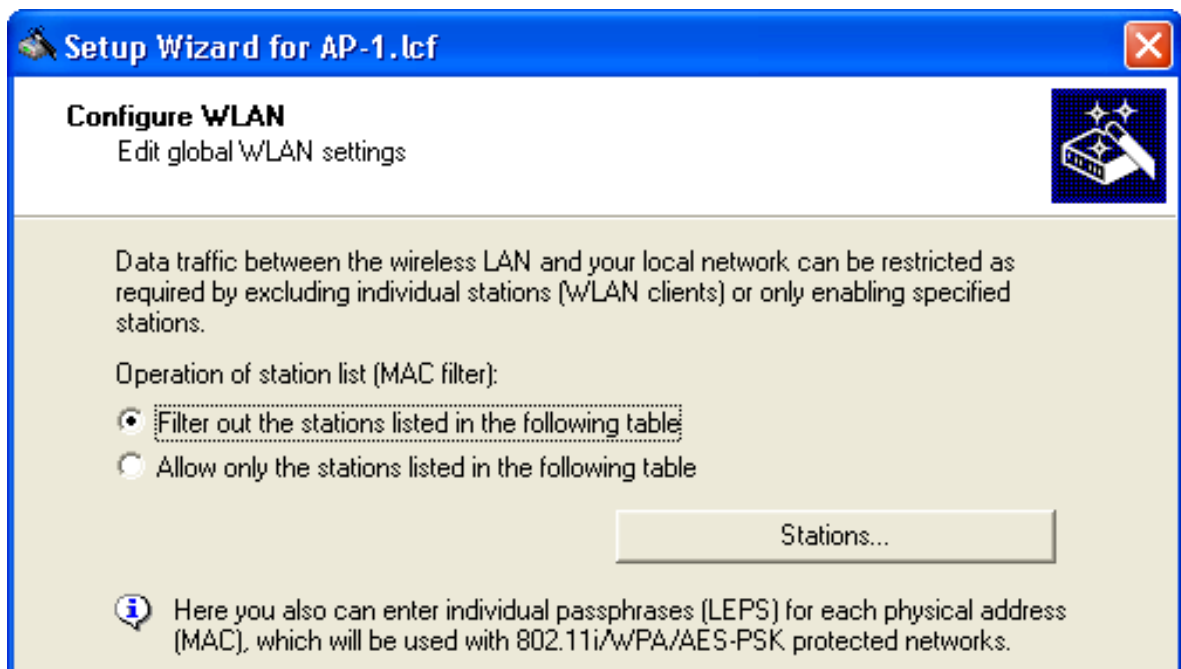 Setup Wizard for AP-1.lcf
Configure WLAN
Edit global WLAN settings
Data traffic between the wireless LAN and your local network can be restricted as
required by excluding individual stations (WLAN clients) or only enabling specified
stations.
Operation of station list (MAC filter):
Filter out the stations listed in the following table
Allow only the stations listed in the following table
Stations...
Here you also can enter individual passphrases (LEPS) for each physical address
(MAC), which will be used with 802.11i/WPA/AES-PSK protected networks.